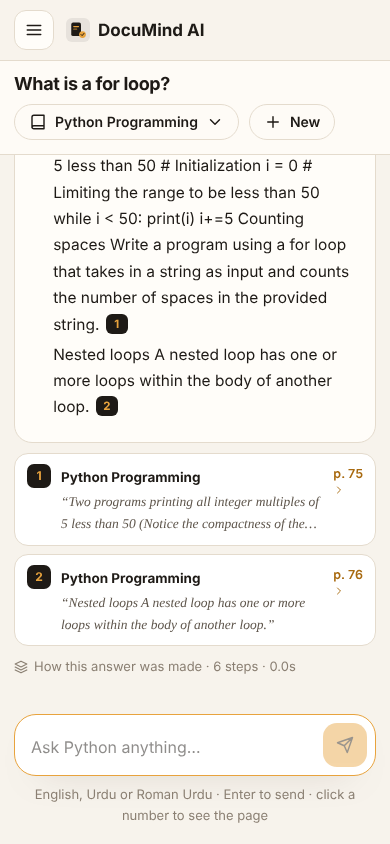 DocuMind AI
What is a for loop?
Python Programming
New
5 less than 50 # Initialization i = 0 #
Limiting the range to be less than 50
while i < 50: print(i) i+=5 Counting
spaces Write a program using a for loop
that takes in a string as input and counts
the number of spaces in the provided
string. 1
Nested loops A nested loop has one or
more loops within the body of another
loop. 2
1 Python Programming p. 75 ›
“Two programs printing all integer multiples of
5 less than 50 (Notice the compactness of the…
2 Python Programming p. 76 ›
“Nested loops A nested loop has one or more
loops within the body of another loop.”
How this answer was made · 6 steps · 0.0s
Ask Python anything...
English, Urdu or Roman Urdu · Enter to send · click a
number to see the page